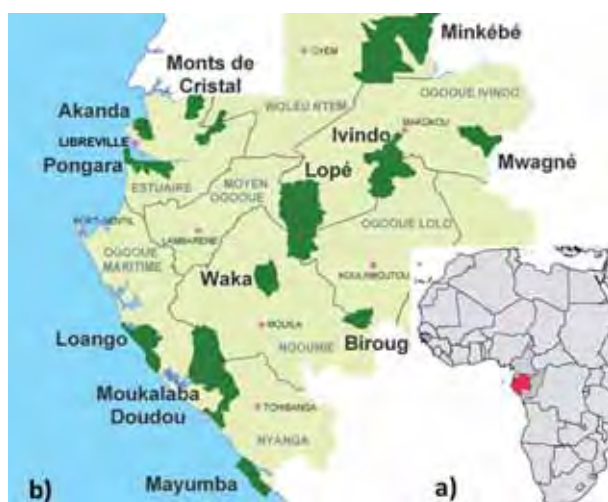 Minkébé
OYEM
Monts de
Cristal
OGOOUE IVINDO
WOLEU NTEM
Akanda
Ivindo
MAKOKOU
LIBREVILLE
Mwagné
Pongara
Lopé
ESTUAIRE
MOYEN
OGOOUE
OGOOUE LOLO
PORT-GENTIL
LAMBARENE
OGOOUE
MARITIME
KOULAMOUTOU
Waka
MOUILA
Loango
Biroug
NGOUNIE
Moukalaba
Doudou
TCHIBANGA
NYANGA
Mayumba
b)
a)